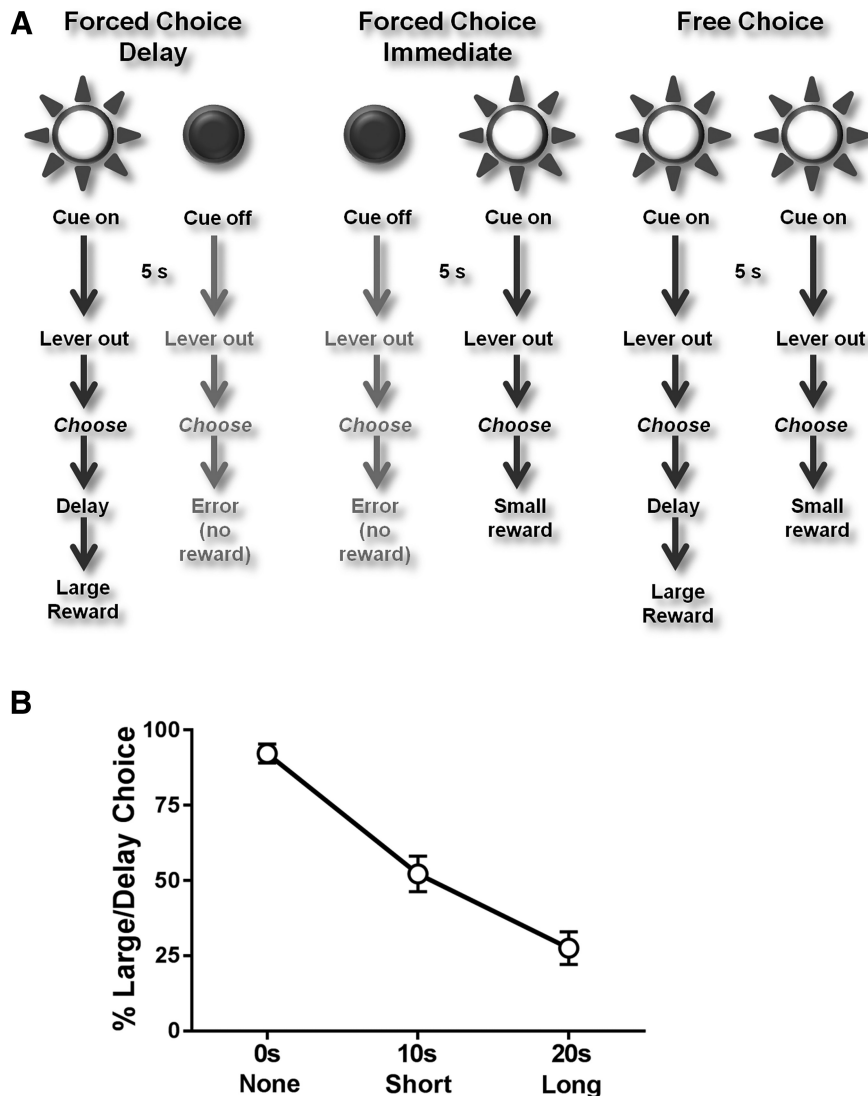 A
Forced Choice
Delay
Forced Choice
Immediate
Free Choice
Cue on
Cue off
Cue off
Cue on
Cue on
Cue on
5 s
5 s
5 s
Lever out
Lever out
Lever out
Lever out
Lever out
Lever out
Choose
Choose
Choose
Choose
Choose
Choose
Delay
Error
(no
reward)
Error
(no
reward)
Small
reward
Delay
Small
reward
Large
Reward
Large
Reward
B
% Large/Delay Choice
100
75
50
25
0
0s
10s
20s
None
Short
Long